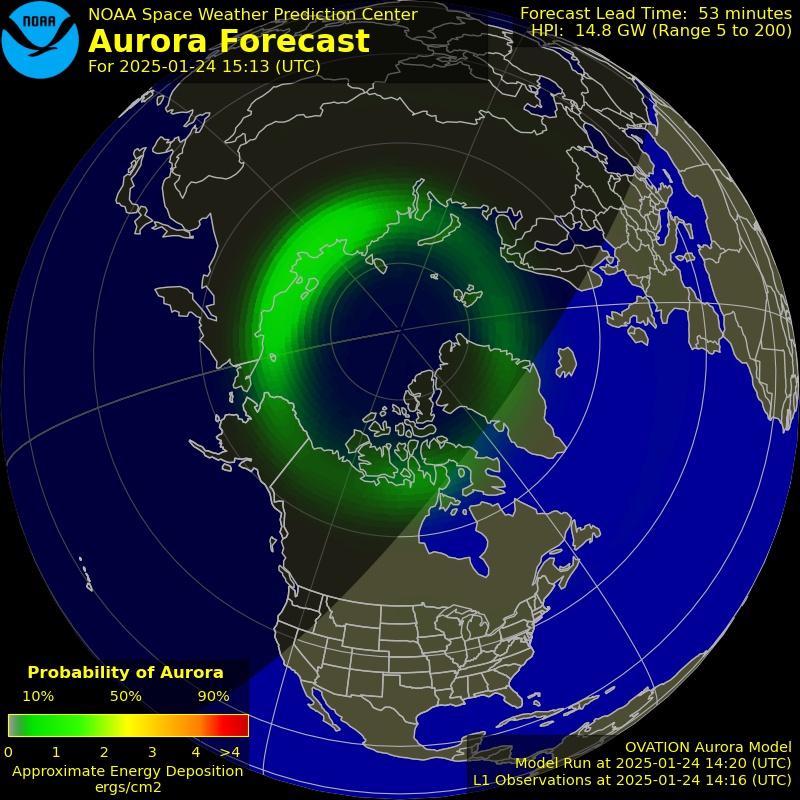 NOAA
NOAA Space Weather Prediction Center
Aurora Forecast
For 2025-01-24 15:13 (UTC)
Forecast Lead Time:  53 minutes
HPI:  14.8 GW (Range 5 to 200)
Probability of Aurora
10% 50% 90%
0 1 2 3 4 >4
Approximate Energy Deposition
ergs/cm2
OVATION Aurora Model
Model Run at 2025-01-24 14:20 (UTC)
L1 Observations at 2025-01-24 14:16 (UTC)